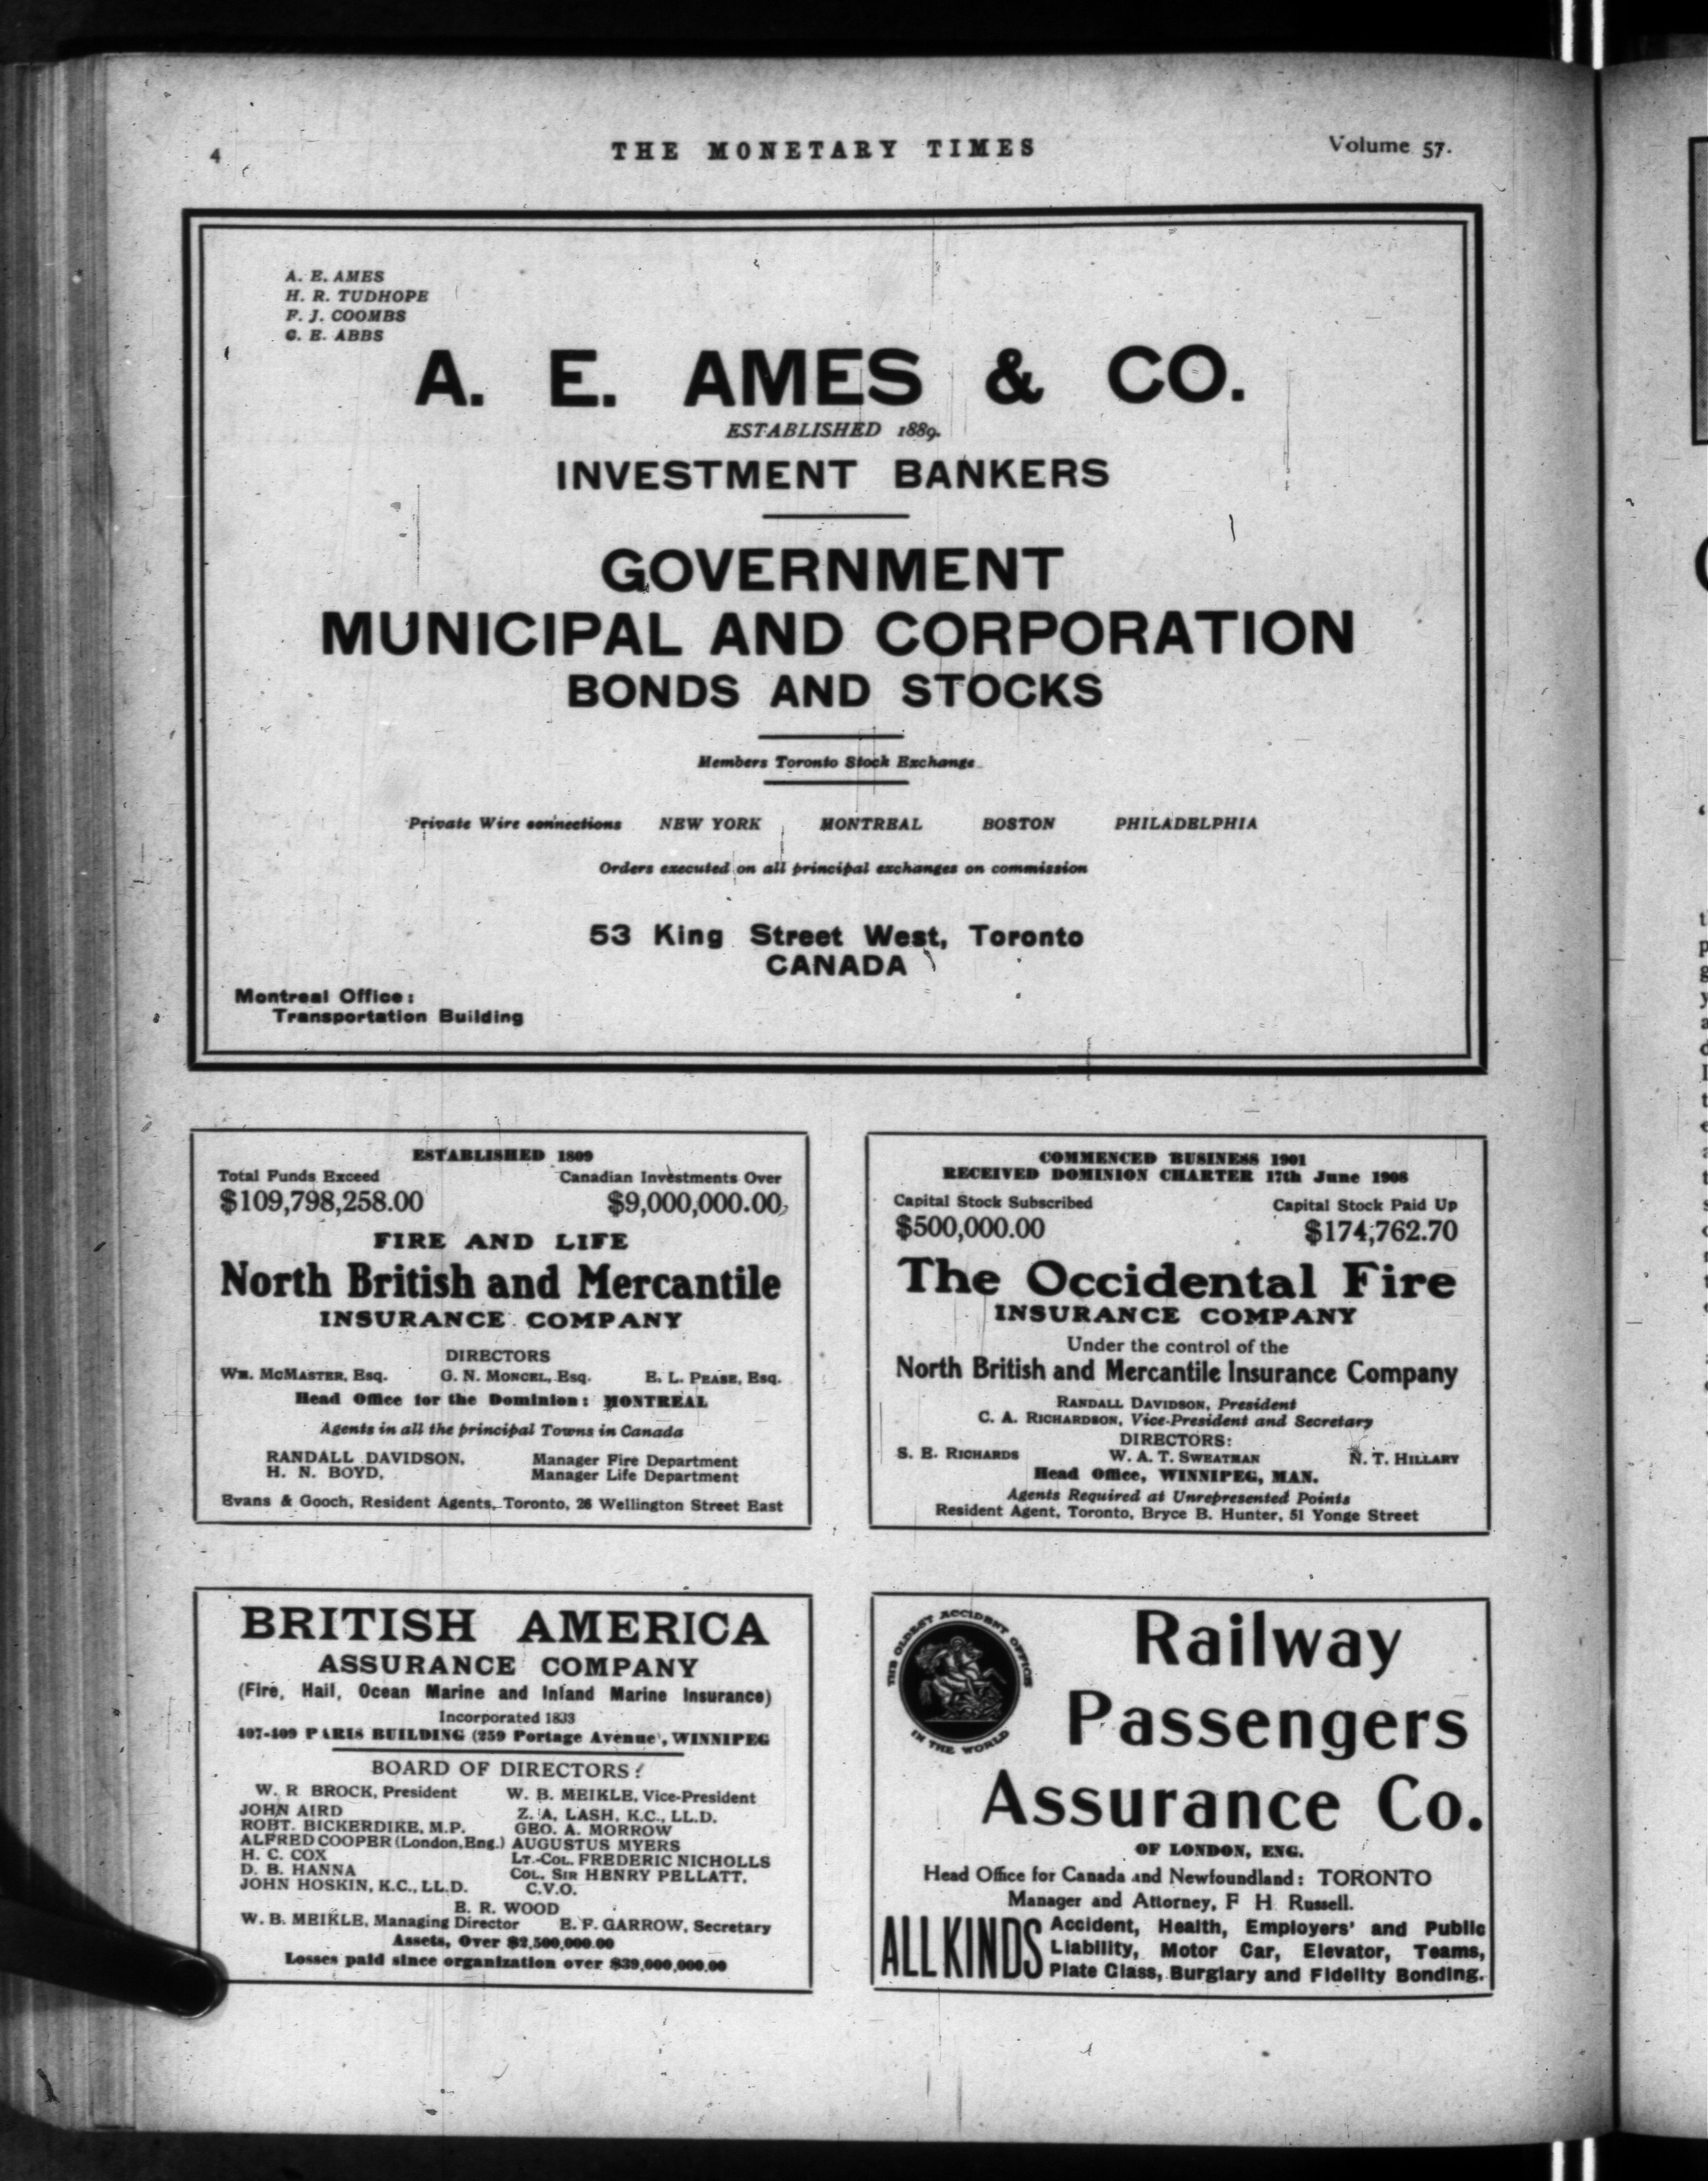 4
THE MONETARY TIMES
Volume 57.
A. E. AMES
H. R. TUDHOPE
F. J. COOMBS
C. E. ABBS
A. E. AMES & CO.
ESTABLISHED 1889.
INVESTMENT BANKERS
GOVERNMENT
MUNICIPAL AND CORPORATION
BONDS AND STOCKS
Members Toronto Stock Exchange
Private Wire connections NEW YORK MONTREAL BOSTON PHILADELPHIA
Orders executed on all principal exchanges on commission
53 King Street West, Toronto
CANADA
Montreal Office:
Transportation Building
ESTABLISHED 1809
Total Funds Exceed Canadian Investments Over
$109,798,258.00 $9,000,000.00
FIRE AND LIFE
North British and Mercantile
INSURANCE COMPANY
DIRECTORS
WM. MCMASTER, Esq. G. N. MONCEL, Esq. E. L. PEASE, Esq.
Head Office for the Dominion: MONTREAL
Agents in all the principal Towns in Canada
RANDALL DAVIDSON, Manager Fire Department
H. N. BOYD, Manager Life Department
Evans & Gooch, Resident Agents, Toronto, 26 Wellington Street East
COMMENCED BUSINESS 1901
RECEIVED DOMINION CHARTER 17th June 1908
Capital Stock Subscribed Capital Stock Paid Up
$500,000.00 $174,762.70
The Occidental Fire
INSURANCE COMPANY
Under the control of the
North British and Mercantile Insurance Company
RANDALL DAVIDSON, President
C. A. RICHARDSON, Vice-President and Secretary
DIRECTORS:
S. E. RICHARDS W. A. T. SWEATMAN N. T. HILLARY
Head Office, WINNIPEG, MAN.
Agents Required at Unrepresented Points
Resident Agent, Toronto, Bryce B. Hunter, 51 Yonge Street
BRITISH AMERICA
ASSURANCE COMPANY
(Fire, Hail, Ocean Marine and Inland Marine Insurance)
Incorporated 1833
407-409 PARIS BUILDING (259 Portage Avenue), WINNIPEG
BOARD OF DIRECTORS:
W. R BROCK, President W. B. MEIKLE, Vice-President
JOHN AIRD Z. A. LASH, K.C., LL.D.
ROBT. BICKERDIKE, M.P. GEO. A. MORROW
ALFRED COOPER (London, Eng.) AUGUSTUS MYERS
H. C. COX LT.-COL. FREDERIC NICHOLLS
D. B. HANNA COL. SIR HENRY PELLATT,
JOHN HOSKIN, K.C., LL.D. C.V.O.
E. R. WOOD
W. B. MEIKLE, Managing Director E. F. GARROW, Secretary
Assets, Over $2,500,000.00
Losses paid since organization over $39,000,000.00
THE OLDEST ACCIDENT OFFICE
IN THE WORLD
Railway
Passengers
Assurance Co.
OF LONDON, ENG.
Head Office for Canada and Newfoundland: TORONTO
Manager and Attorney, F H. Russell.
ALL KINDS Accident, Health, Employers' and Public
Liability, Motor Car, Elevator, Teams,
Plate Glass, Burglary and Fidelity Bonding.